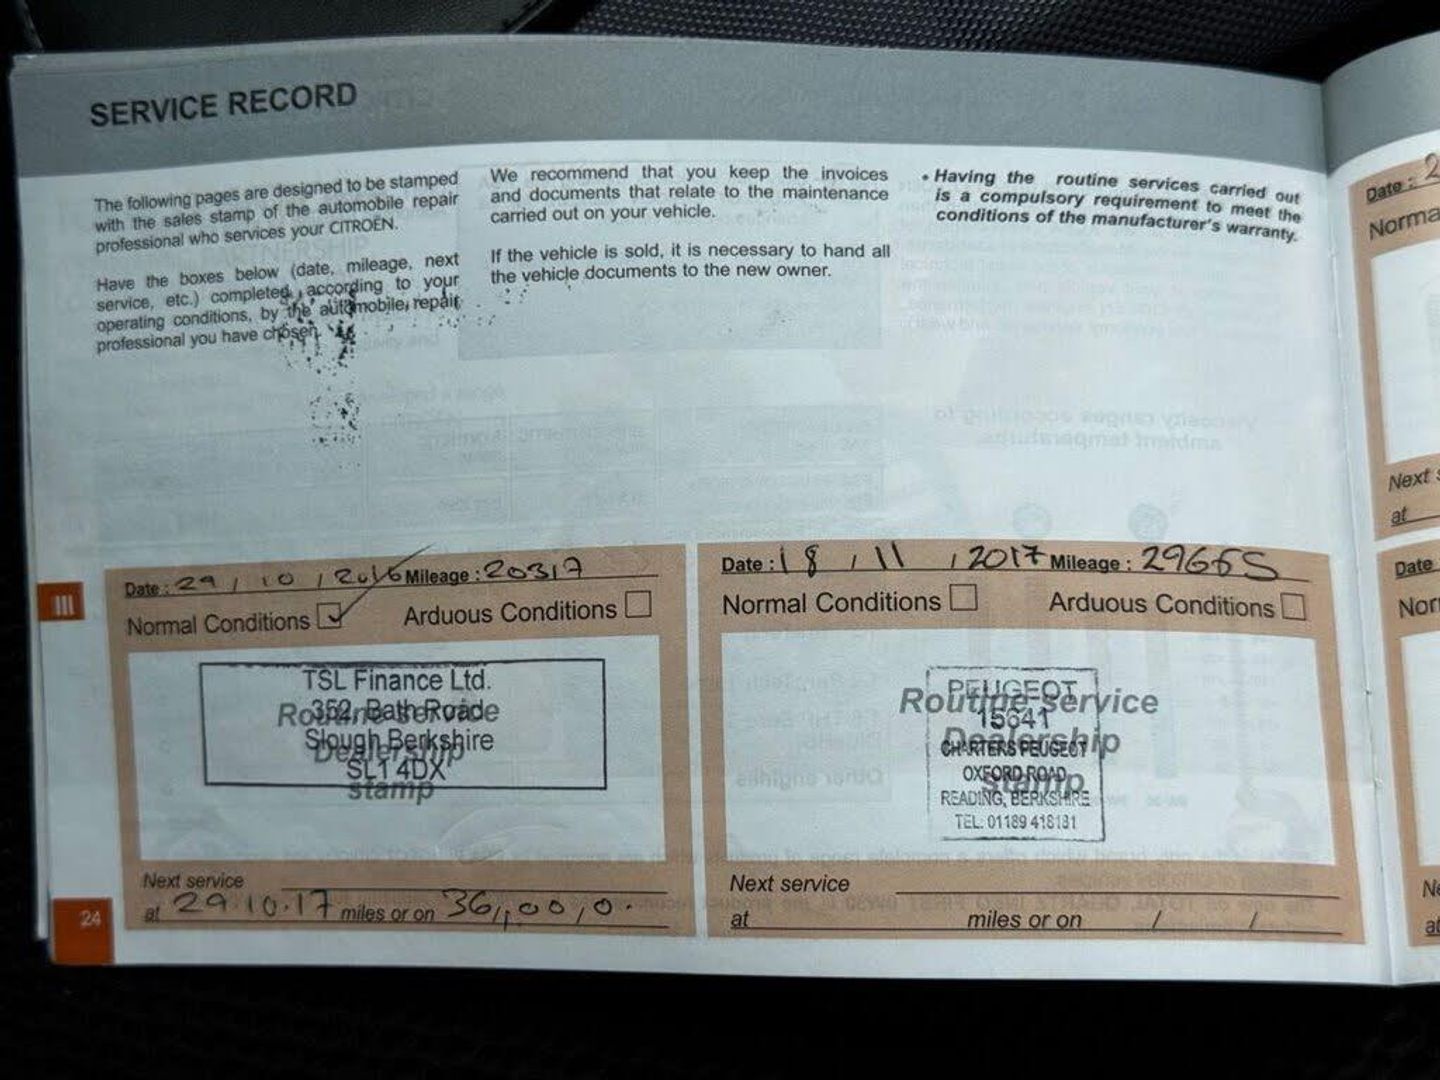 SERVICE RECORD
The following pages are designed to be stamped
with the sales stamp of the automobile repair
professional who services your CITROËN.
Have the boxes below (date, mileage, next
service, etc.) completed, according to your
operating conditions, by the automobile repair
professional you have chosen.
We recommend that you keep the invoices
and documents that relate to the maintenance
carried out on your vehicle.
If the vehicle is sold, it is necessary to hand all
the vehicle documents to the new owner.
• Having the routine services carried out
is a compulsory requirement to meet the
conditions of the manufacturer's warranty.
III
Date : 29 / 10 / 2016 Mileage : 20317
Normal Conditions Arduous Conditions
Routine service
Dealership
stamp
TSL Finance Ltd.
352, Bath Road
Slough Berkshire
SL1 4DX
Next service
at 29.10.17 miles or on 36,000.
Date : 18 / 11 / 2017 Mileage :
Normal Conditions Arduous Conditions
Routine service
Dealership
stamp
PEUGEOT
15641
CHARTERS PEUGEOT
OXFORD ROAD
READING, BERKSHIRE
TEL: 01189 418181
Next service
at miles or on / /
24
Date : 2
Norma
Next s
at
Date
Nor
Ne
at